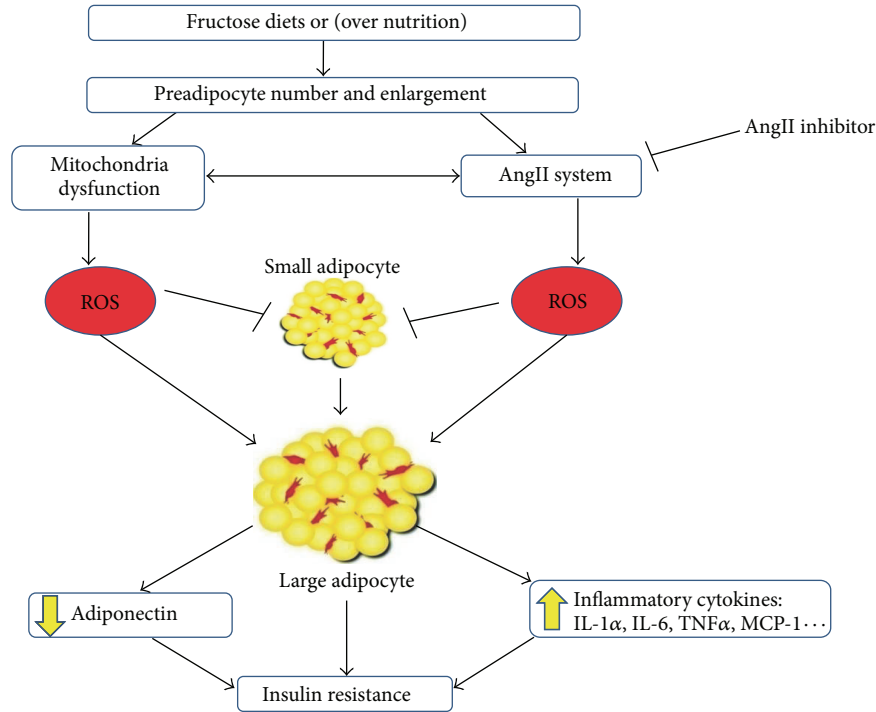 Fructose diets or (over nutrition)
Preadipocyte number and enlargement
AngII inhibitor
Mitochondria
dysfunction
AngII system
Small adipocyte
ROS
ROS
Large adipocyte
Adiponectin
Inflammatory cytokines:
IL-1α, IL-6, TNFα, MCP-1···
Insulin resistance